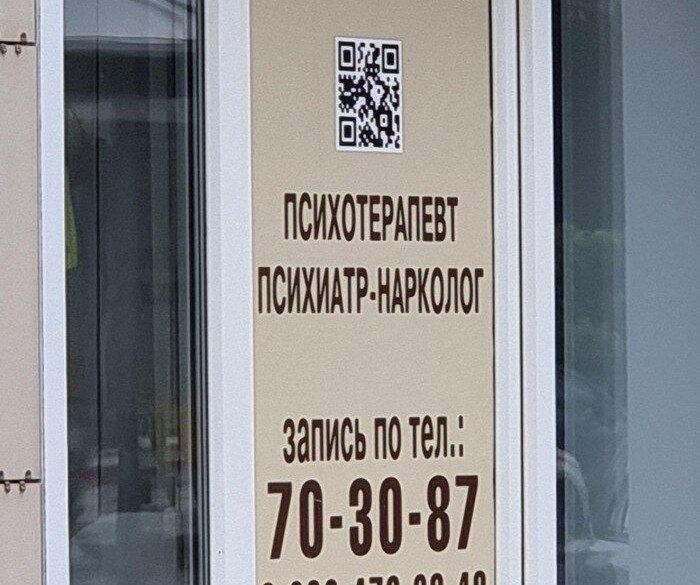 ПСИХОТЕРАПЕВТ
ПСИХИАТР-НАРКОЛОГ
запись по тел.:
70-30-87